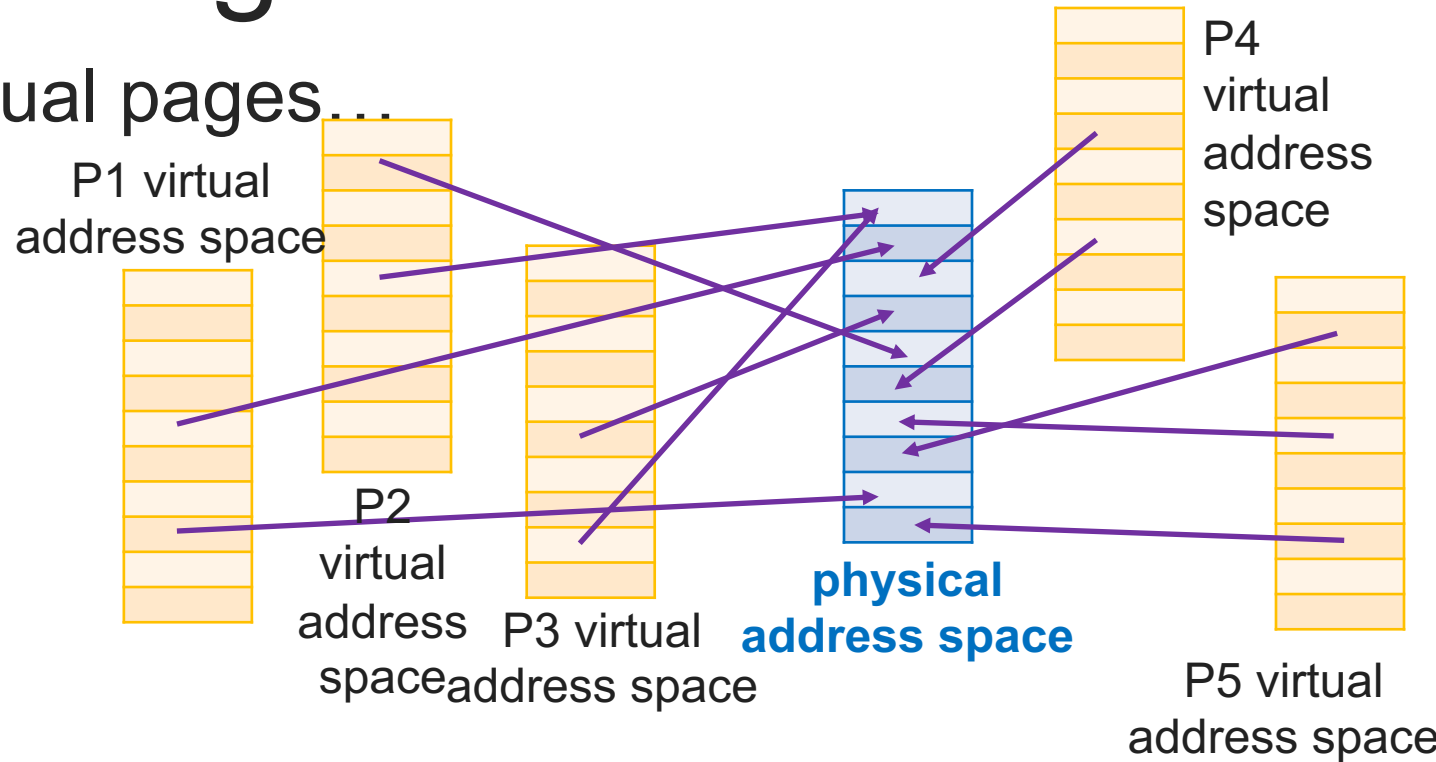 ual pages...
P1 virtual
address space
P2
virtual
address
space
P3 virtual
address space
physical
address space
P4
virtual
address
space
P5 virtual
address space